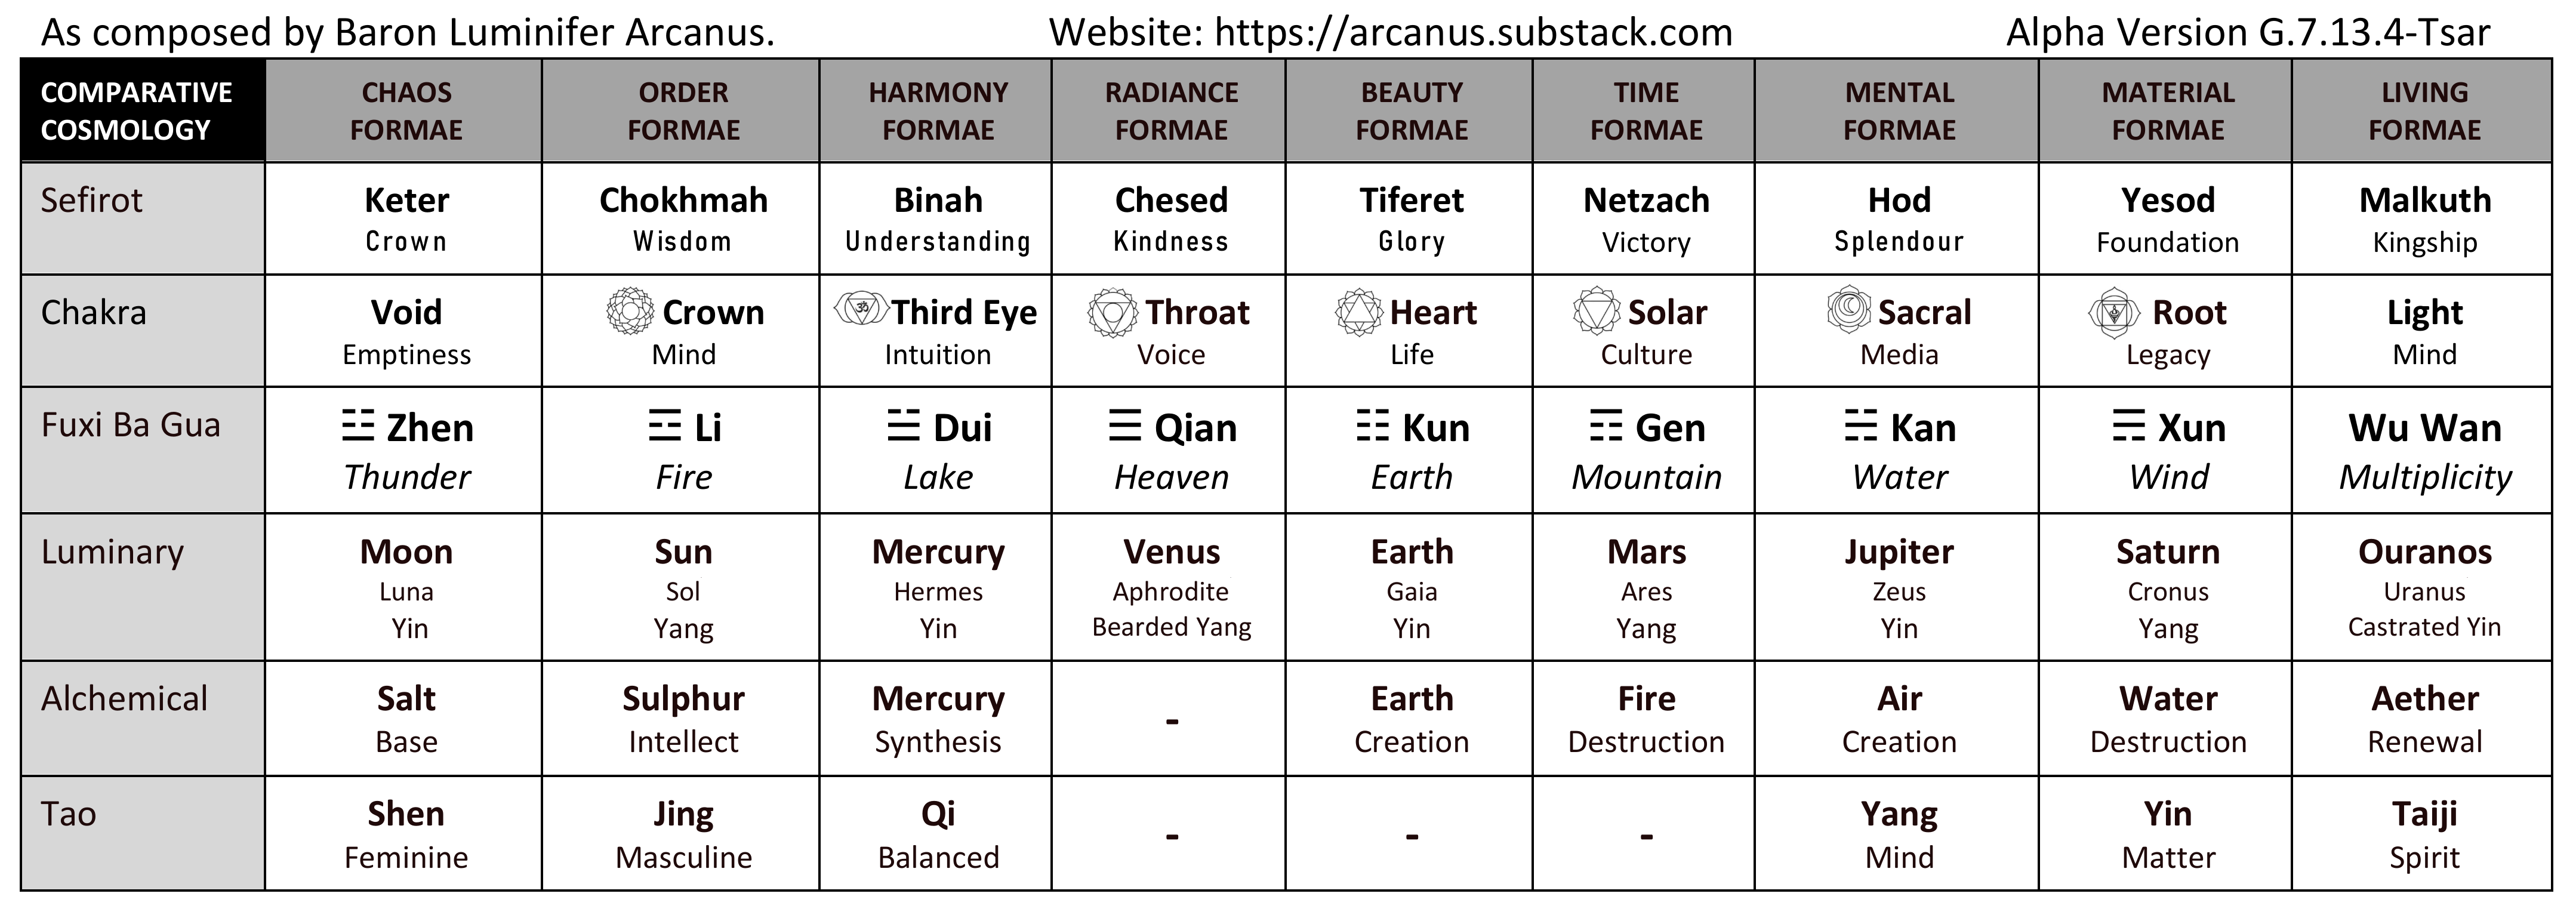 As composed by Baron Luminifer Arcanus. Website: https://arcanus.substack.com Alpha Version G.7.13.4-Tsar
COMPARATIVE CHAOS ORDER HARMONY RADIANCE BEAUTY TIME MENTAL MATERIAL LIVING
COSMOLOGY FORMAE FORMAE FORMAE FORMAE FORMAE FORMAE FORMAE FORMAE FORMAE
Sefirot Keter Chokhmah Binah Chesed Tiferet Netzach Hod Yesod Malkuth
Crown Wisdom Understanding Kindness Glory Victory Splendour Foundation Kingship
Chakra Void Crown ॐ Third Eye Throat Heart Solar Sacral Root Light
Emptiness Mind Intuition Voice Life Culture Media Legacy Mind
Fuxi Ba Gua ☳ Zhen ☲ Li ☱ Dui ☰ Qian ☷ Kun ☶ Gen ☵ Kan ☴ Xun Wu Wan
Thunder Fire Lake Heaven Earth Mountain Water Wind Multiplicity
Luminary Moon Sun Mercury Venus Earth Mars Jupiter Saturn Ouranos
Luna Sol Hermes Aphrodite Gaia Ares Zeus Cronus Uranus
Yin Yang Yin Bearded Yang Yin Yang Yin Yang Castrated Yin
Alchemical Salt Sulphur Mercury - Earth Fire Air Water Aether
Base Intellect Synthesis Creation Destruction Creation Destruction Renewal
Tao Shen Jing Qi - - - Yang Yin Taiji
Feminine Masculine Balanced Mind Matter Spirit